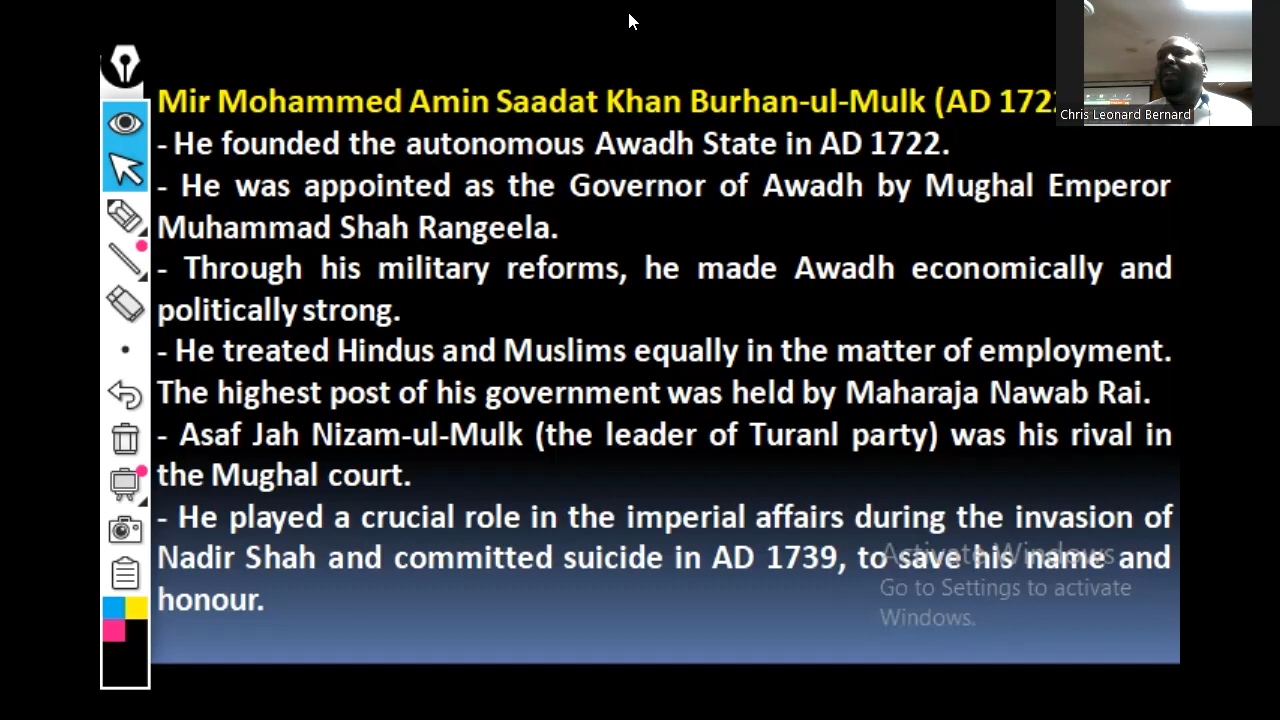 Mir Mohammed Amin Saadat Khan Burhan-ul-Mulk (AD 172
Chris Leonard Bernard
- He founded the autonomous Awadh State in AD 1722.
- He was appointed as the Governor of Awadh by Mughal Emperor
Muhammad Shah Rangeela.
- Through his military reforms, he made Awadh economically and
politically strong.
- He treated Hindus and Muslims equally in the matter of employment.
The highest post of his government was held by Maharaja Nawab Rai.
- Asaf Jah Nizam-ul-Mulk (the leader of Turanl party) was his rival in
the Mughal court.
- He played a crucial role in the imperial affairs during the invasion of
Nadir Shah and committed suicide in AD 1739, to save his name and
honour.
Activate Windows
Go to Settings to activate
Windows.